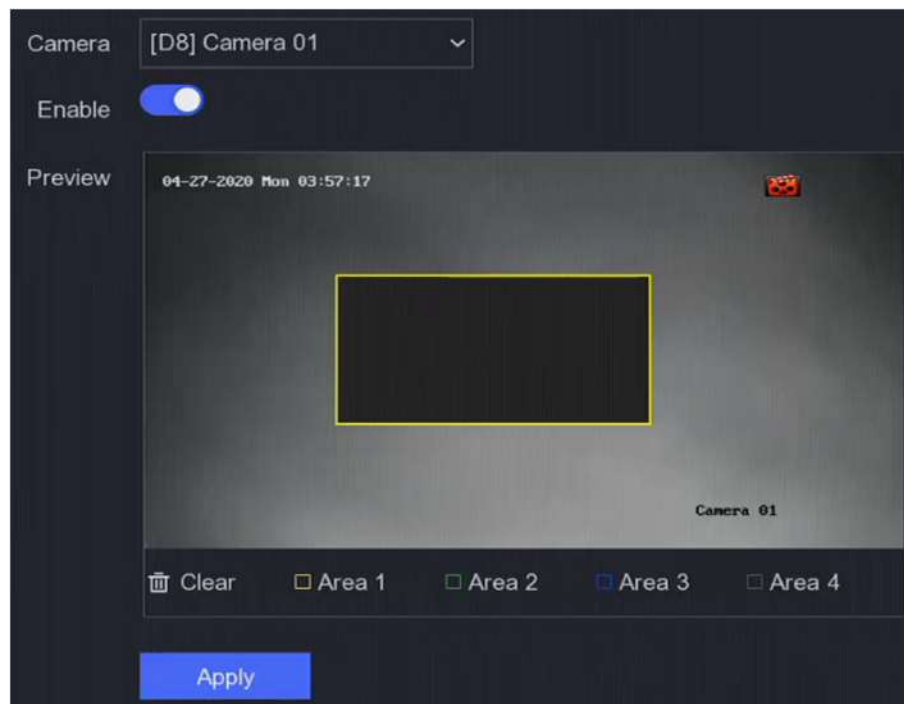 Camera [D8] Camera 01
Enable
Preview
04-27-2020 Mon 03:57:17
Camera 01
Clear Area 1 Area 2 Area 3 Area 4
Apply